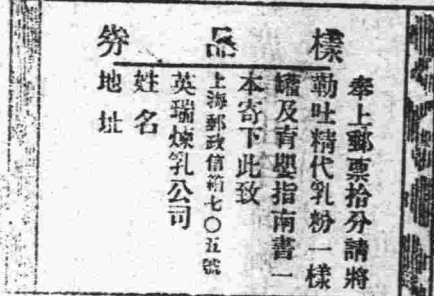 樣品券
奉上郵票拾分請將
勒吐精代乳粉一樣
罐及育嬰指南書一
本寄下此致
上海郵政信箱七〇五號
英瑞煉乳公司
姓名
地址